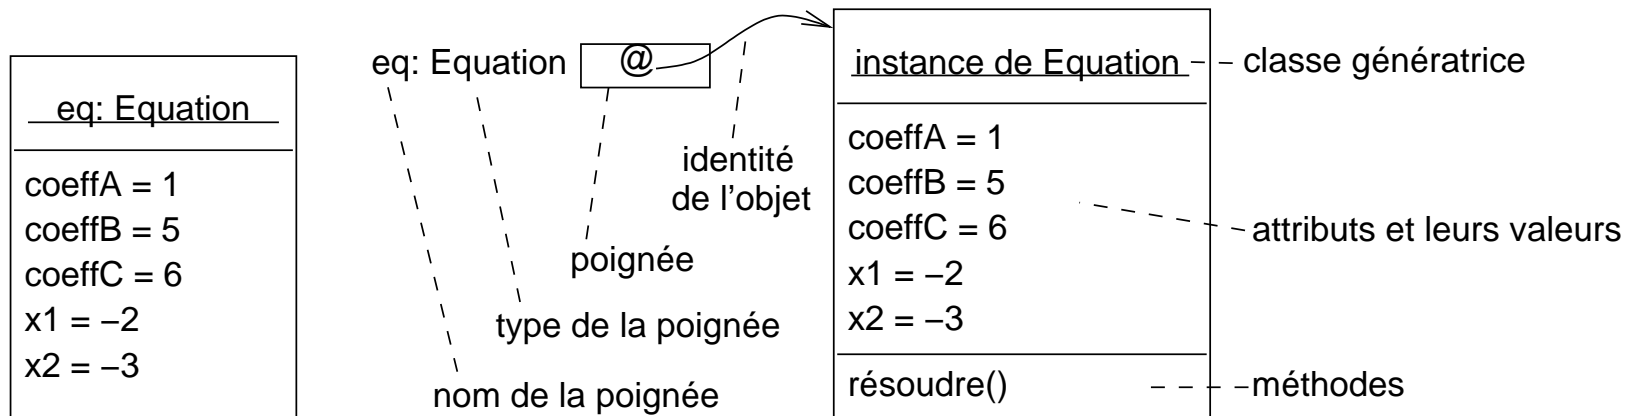 eq: Equation
coeffA = 1
coeffB = 5
coeffC = 6
x1 = −2
x2 = −3
eq: Equation @
identité
de l'objet
poignée
type de la poignée
nom de la poignée
instance de Equation
classe génératrice
coeffA = 1
coeffB = 5
coeffC = 6
x1 = −2
x2 = −3
attributs et leurs valeurs
résoudre()
méthodes